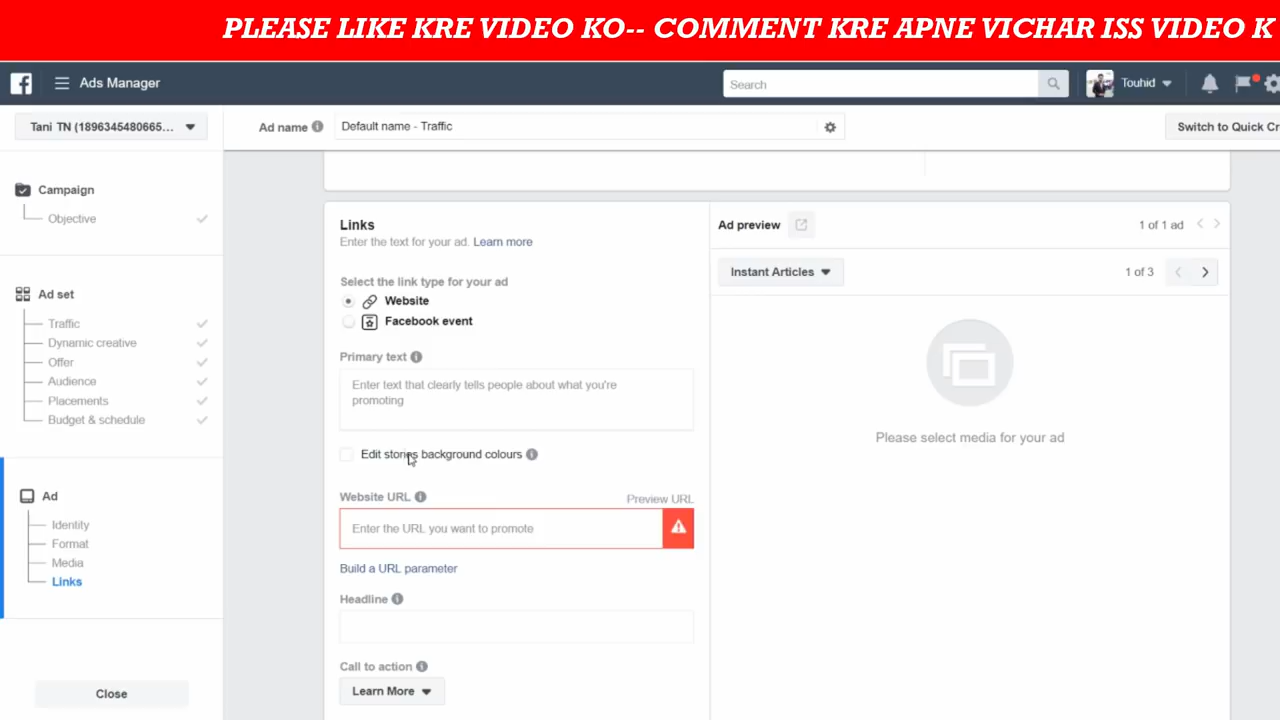 PLEASE LIKE KRE VIDEO KO-- COMMENT KRE APNE VICHAR ISS VIDEO K
Ads Manager
Search
Touhid
Tani TN (1896345480665...
Ad name
Default name - Traffic
Switch to Quick Cr
Campaign
Objective
Ad set
Traffic
Dynamic creative
Offer
Audience
Placements
Budget & schedule
Ad
Identity
Format
Media
Links
Close
Links
Enter the text for your ad. Learn more
Select the link type for your ad
Website
Facebook event
Primary text
Enter text that clearly tells people about what you're
promoting
Edit stories background colours
Website URL
Preview URL
Enter the URL you want to promote
Build a URL parameter
Headline
Call to action
Learn More
Ad preview
1 of 1 ad
Instant Articles
1 of 3
Please select media for your ad